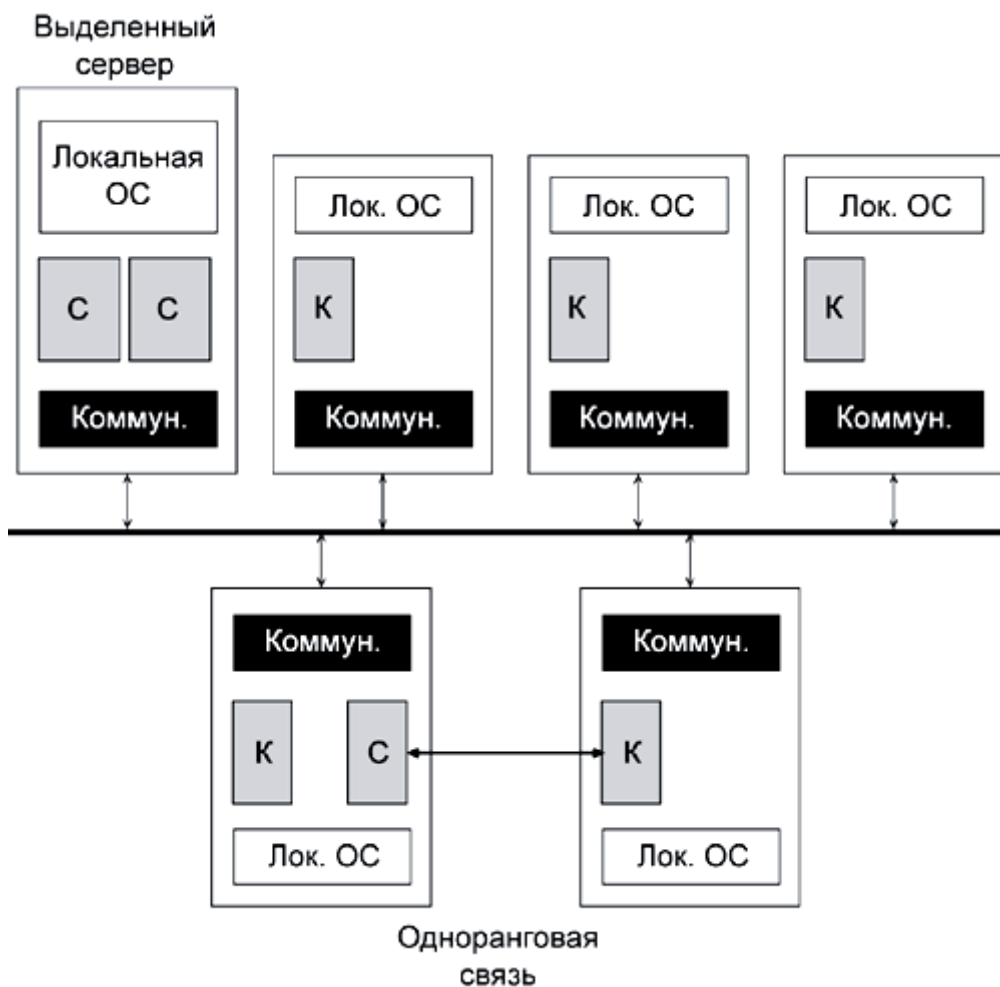 Выделенный
сервер
Локальная
ОС
Лок. ОС
Лок. ОС
Лок. ОС
С
С
К
К
К
Коммун.
Коммун.
Коммун.
Коммун.
Коммун.
Коммун.
К
С
К
Лок. ОС
Лок. ОС
Одноранговая
связь